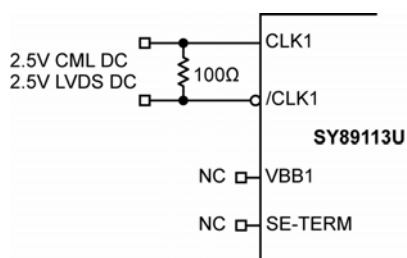 CLK1
2.5V CML DC
2.5V LVDS DC
100Ω
/CLK1
SY89113U
NC VBB1
NC SE-TERM